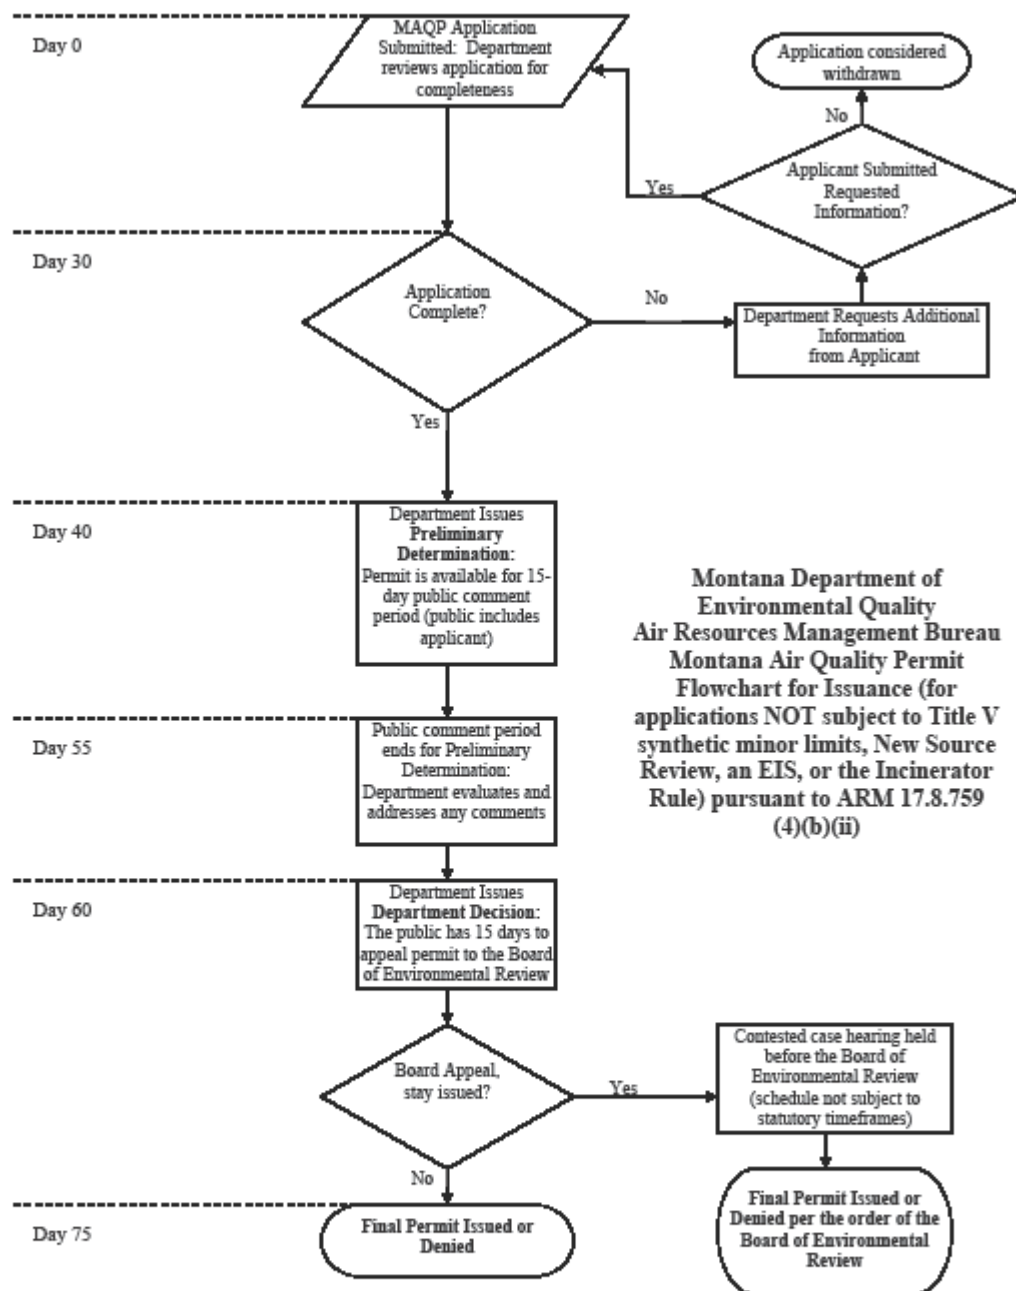 Day 0
MAQP Application
Submitted: Department
reviews application for
completeness
Application considered
withdrawn
No
Applicant Submitted
Requested
Information?
Yes
Day 30
Application
Complete?
No
Department Requests Additional
Information
from Applicant
Yes
Day 40
Department Issues
Preliminary
Determination:
Permit is available for 15-
day public comment
period (public includes
applicant)
Montana Department of
Environmental Quality
Air Resources Management Bureau
Montana Air Quality Permit
Flowchart for Issuance (for
applications NOT subject to Title V
synthetic minor limits, New Source
Review, an EIS, or the Incinerator
Rule) pursuant to ARM 17.8.759
(4)(b)(ii)
Day 55
Public comment period
ends for Preliminary
Determination:
Department evaluates and
addresses any comments
Day 60
Department Issues
Department Decision:
The public has 15 days to
appeal permit to the Board
of Environmental Review
Board Appeal,
stay issued?
Yes
Contested case hearing held
before the Board of
Environmental Review
(schedule not subject to
statutory timeframes)
No
Day 75
Final Permit Issued or
Denied
Final Permit Issued or
Denied per the order of the
Board of Environmental
Review